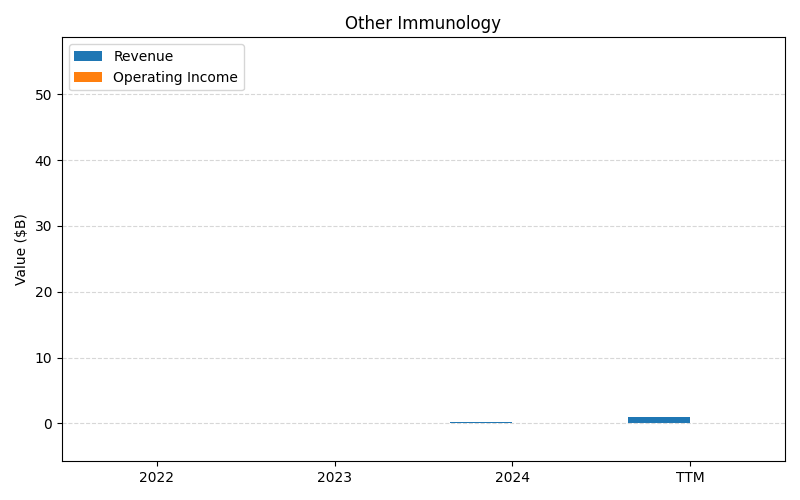 Other Immunology
Revenue
Operating Income
Value ($B)
50
40
30
20
10
0
2022
2023
2024
TTM